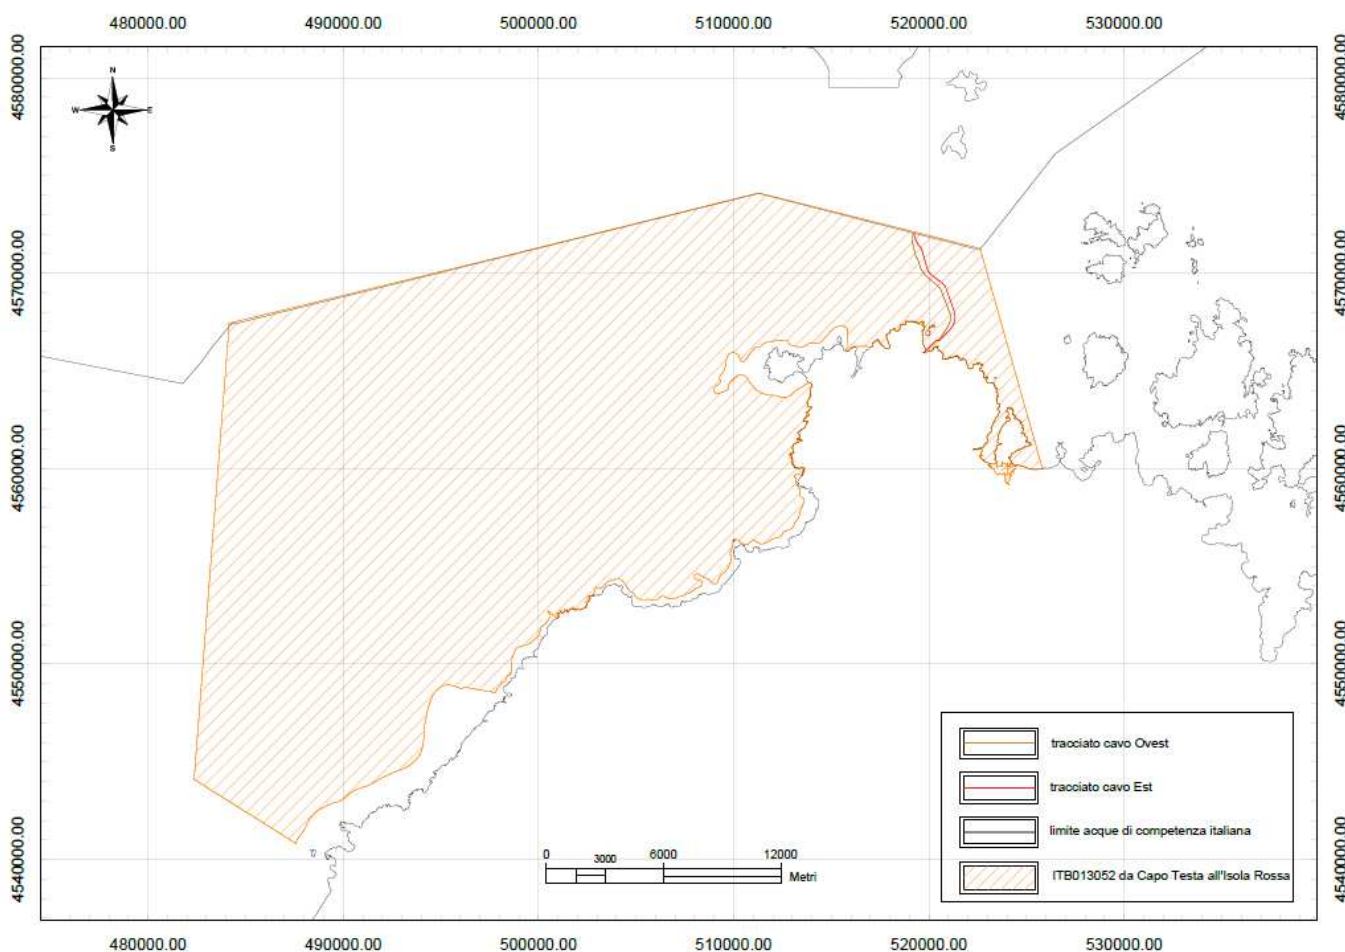 480000.00 490000.00 500000.00 510000.00 520000.00 530000.00
4580000.00 4580000.00
N
W E
S
4570000.00 4570000.00
4560000.00 4560000.00
4550000.00 4550000.00
tracciato cavo Ovest
tracciato cavo Est
limite acque di competenza italiana
ITB013052 da Capo Testa all'Isola Rossa
0 3000 6000 12000
Metri
4540000.00 4540000.00
480000.00 490000.00 500000.00 510000.00 520000.00 530000.00